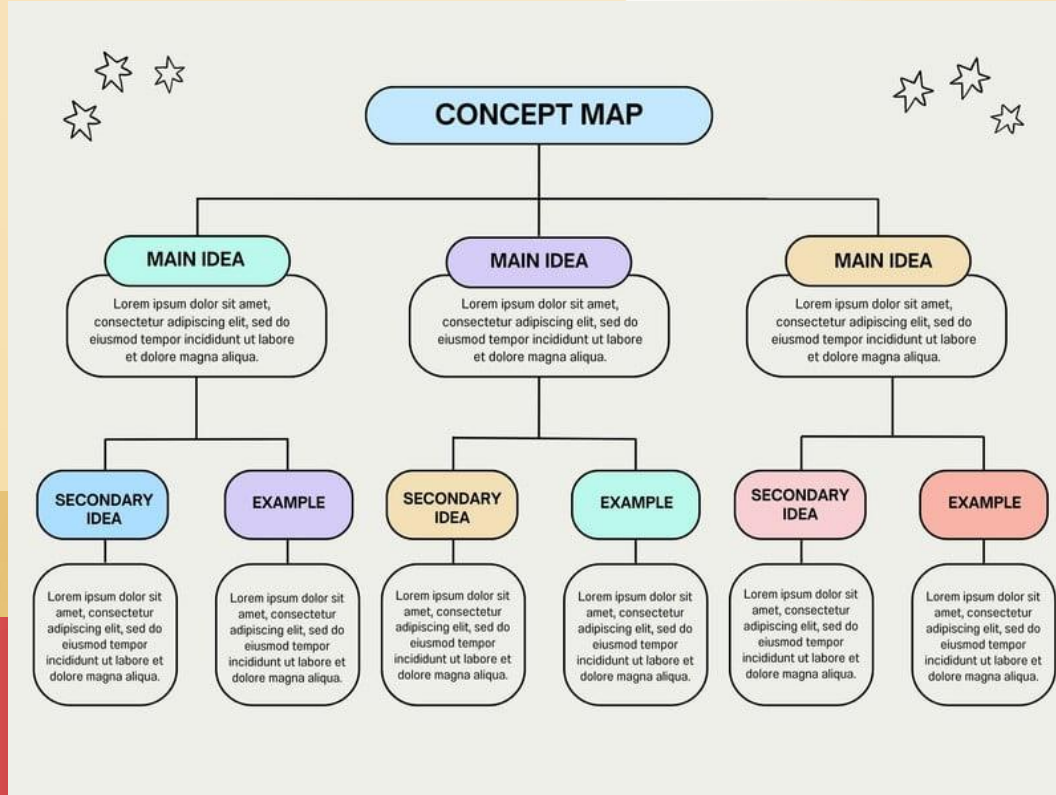 CONCEPT MAP
MAIN IDEA
Lorem ipsum dolor sit amet,
consectetur adipiscing elit, sed do
eiusmod tempor incididunt ut labore
et dolore magna aliqua.
MAIN IDEA
Lorem ipsum dolor sit amet,
consectetur adipiscing elit, sed do
eiusmod tempor incididunt ut labore
et dolore magna aliqua.
MAIN IDEA
Lorem ipsum dolor sit amet,
consectetur adipiscing elit, sed do
eiusmod tempor incididunt ut labore
et dolore magna aliqua.
SECONDARY
IDEA
Lorem ipsum dolor sit
amet, consectetur
adipiscing elit, sed do
eiusmod tempor
incididunt ut labore et
dolore magna aliqua.
EXAMPLE
Lorem ipsum dolor sit
amet, consectetur
adipiscing elit, sed do
eiusmod tempor
incididunt ut labore et
dolore magna aliqua.
SECONDARY
IDEA
Lorem ipsum dolor sit
amet, consectetur
adipiscing elit, sed do
eiusmod tempor
incididunt ut labore et
dolore magna aliqua.
EXAMPLE
Lorem ipsum dolor sit
amet, consectetur
adipiscing elit, sed do
eiusmod tempor
incididunt ut labore et
dolore magna aliqua.
SECONDARY
IDEA
Lorem ipsum dolor sit
amet, consectetur
adipiscing elit, sed do
eiusmod tempor
incididunt ut labore et
dolore magna aliqua.
EXAMPLE
Lorem ipsum dolor sit
amet, consectetur
adipiscing elit, sed do
eiusmod tempor
incididunt ut labore et
dolore magna aliqua.